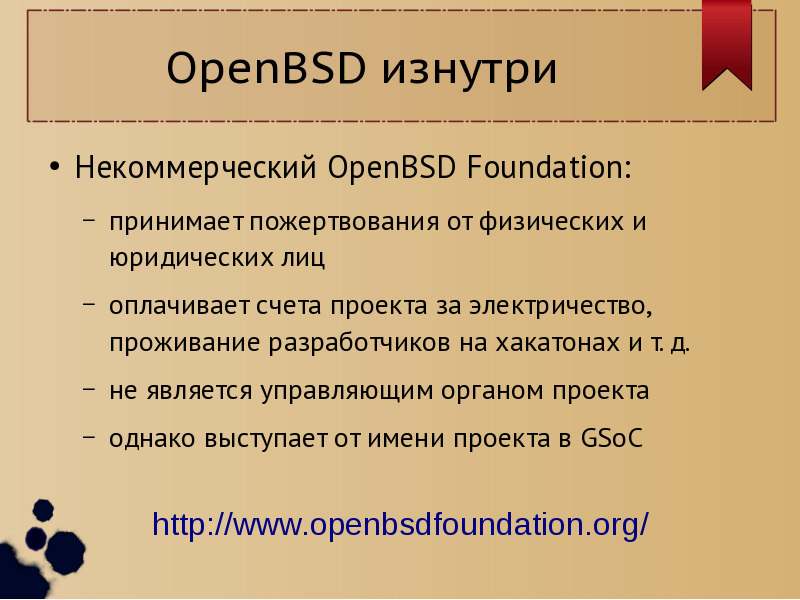 OpenBSD изнутри
• Некоммерческий OpenBSD Foundation:
– принимает пожертвования от физических и
юридических лиц
– оплачивает счета проекта за электричество,
проживание разработчиков на хакатонах и т. д.
– не является управляющим органом проекта
– однако выступает от имени проекта в GSoC
http://www.openbsdfoundation.org/